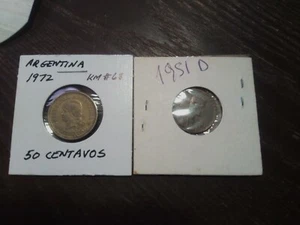 ARGENTINA
1972 KM#68
50 CENTAVOS
1951 D